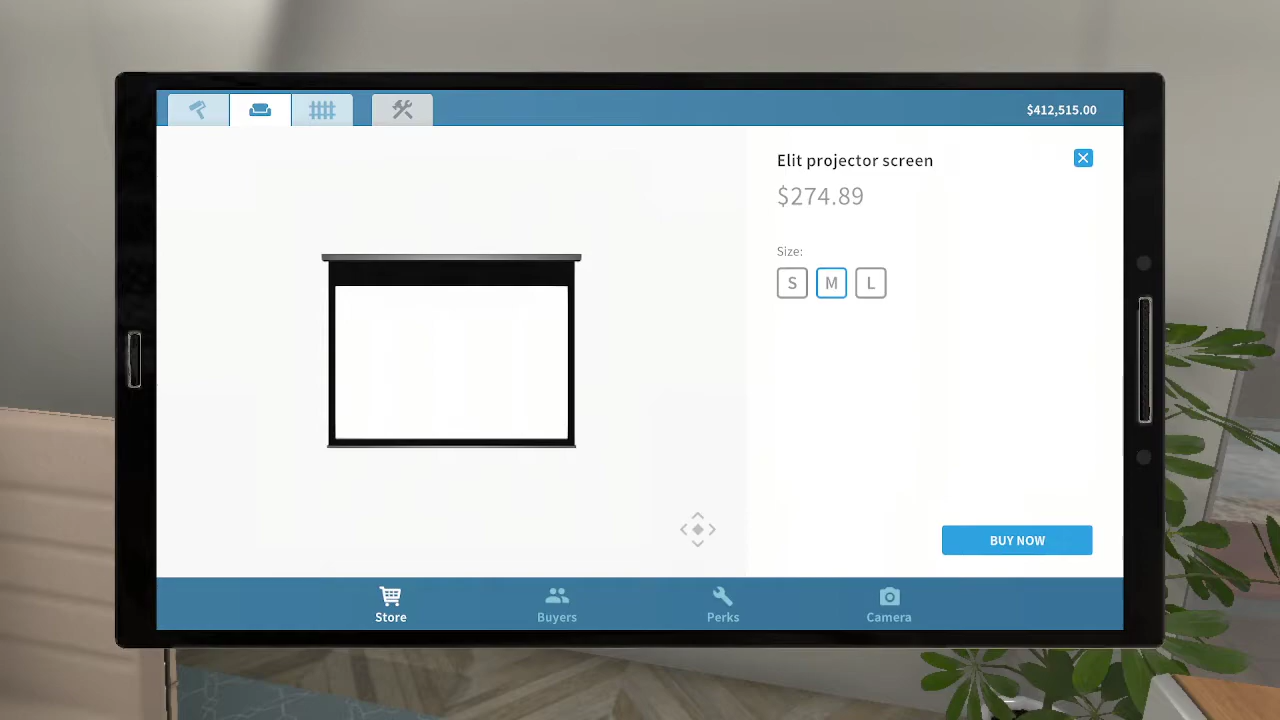 $412,515.00
Elit projector screen
$274.89
Size:
S M L
BUY NOW
Store Buyers Perks Camera